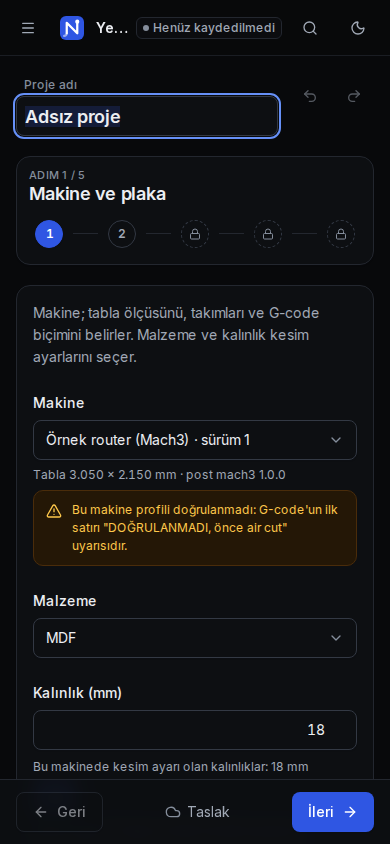 Ye...
Henüz kaydedilmedi
Proje adı
Adsız proje
ADIM 1 / 5
Makine ve plaka
1
2
Makine; tabla ölçüsünü, takımları ve G-code
biçimini belirler. Malzeme ve kalınlık kesim
ayarlarını seçer.
Makine
Örnek router (Mach3) · sürüm 1
Tabla 3.050 × 2.150 mm · post mach3 1.0.0
Bu makine profili doğrulanmadı: G-code'un ilk
satırı "DOĞRULANMADI, önce air cut"
uyarısıdır.
Malzeme
MDF
Kalınlık (mm)
18
Bu makinede kesim ayarı olan kalınlıklar: 18 mm
Geri
Taslak
İleri